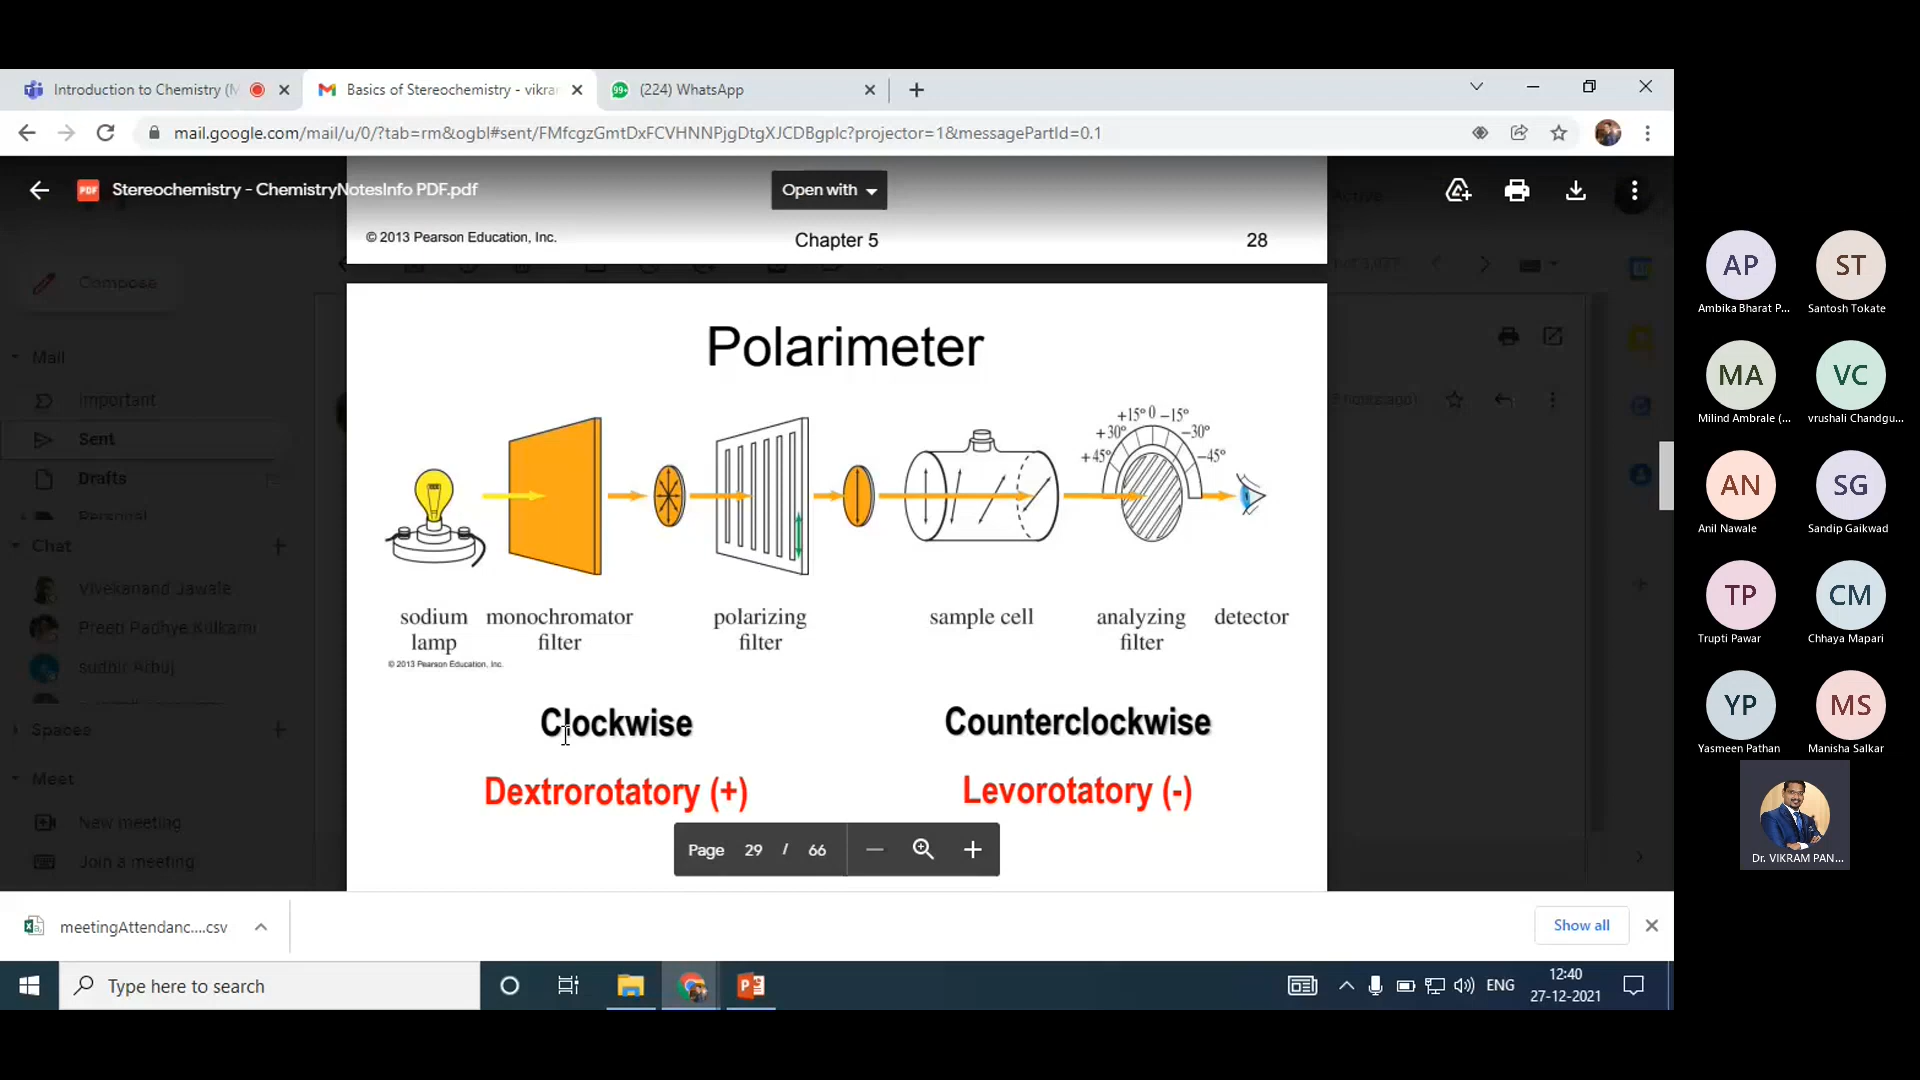 Introduction to Chemistry (M
Basics of Stereochemistry - vikra
99+
(224) WhatsApp
mail.google.com/mail/u/0/?tab=rm&ogbl#sent/FMfcgzGmtDxFCVHNNPjgDtgXJCDBgplc?projector=1&messagePartId=0.1
PDF
Stereochemistry - ChemistryNotesInfo PDF.pdf
Open with
Active
© 2013 Pearson Education, Inc.
Chapter 5
28
Compose
Mail
Important
Sent
Drafts
Personal
Chat
Vivekanand Jawale
Preeti Padhye Kulkarni
sudhir Arbuj
Spaces
Meet
New meeting
Join a meeting
Polarimeter
+15° 0 −15°
+30° −30°
+45° −45°
sodium
lamp
monochromator
filter
polarizing
filter
sample cell
analyzing
filter
detector
© 2013 Pearson Education, Inc.
Clockwise
Counterclockwise
Dextrorotatory (+)
Levorotatory (-)
Page 29 / 66
AP
Ambika Bharat P...
ST
Santosh Tokate
MA
Milind Ambrale (...
VC
vrushali Chandgu...
AN
Anil Nawale
SG
Sandip Gaikwad
TP
Trupti Pawar
CM
Chhaya Mapari
YP
Yasmeen Pathan
MS
Manisha Salkar
Dr. VIKRAM PAN...
meetingAttendanc....csv
Show all
Type here to search
ENG
12:40
27-12-2021